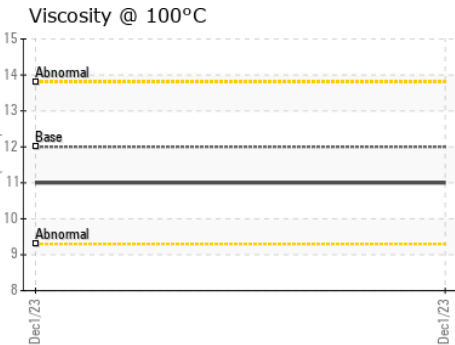 Viscosity @ 100°C
15
Abnormal
14
13
Base
12
11
10
Abnormal
9
8
Dec1/23
Dec1/23